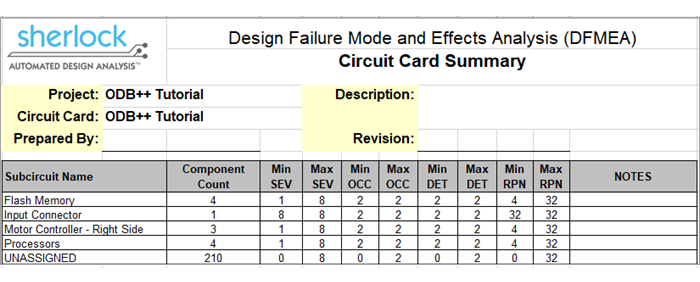 sherlock
AUTOMATED DESIGN ANALYSIS™
Design Failure Mode and Effects Analysis (DFMEA)
Circuit Card Summary
Project: ODB++ Tutorial Description:
Circuit Card: ODB++ Tutorial
Prepared By: Revision:
Subcircuit Name Component Count Min SEV Max SEV Min OCC Max OCC Min DET Max DET Min RPN Max RPN NOTES
Flash Memory 4 1 8 2 2 2 2 4 32
Input Connector 1 8 8 2 2 2 2 32 32
Motor Controller - Right Side 3 1 8 2 2 2 2 4 32
Processors 4 1 8 2 2 2 2 4 32
UNASSIGNED 210 0 8 0 2 0 2 0 32